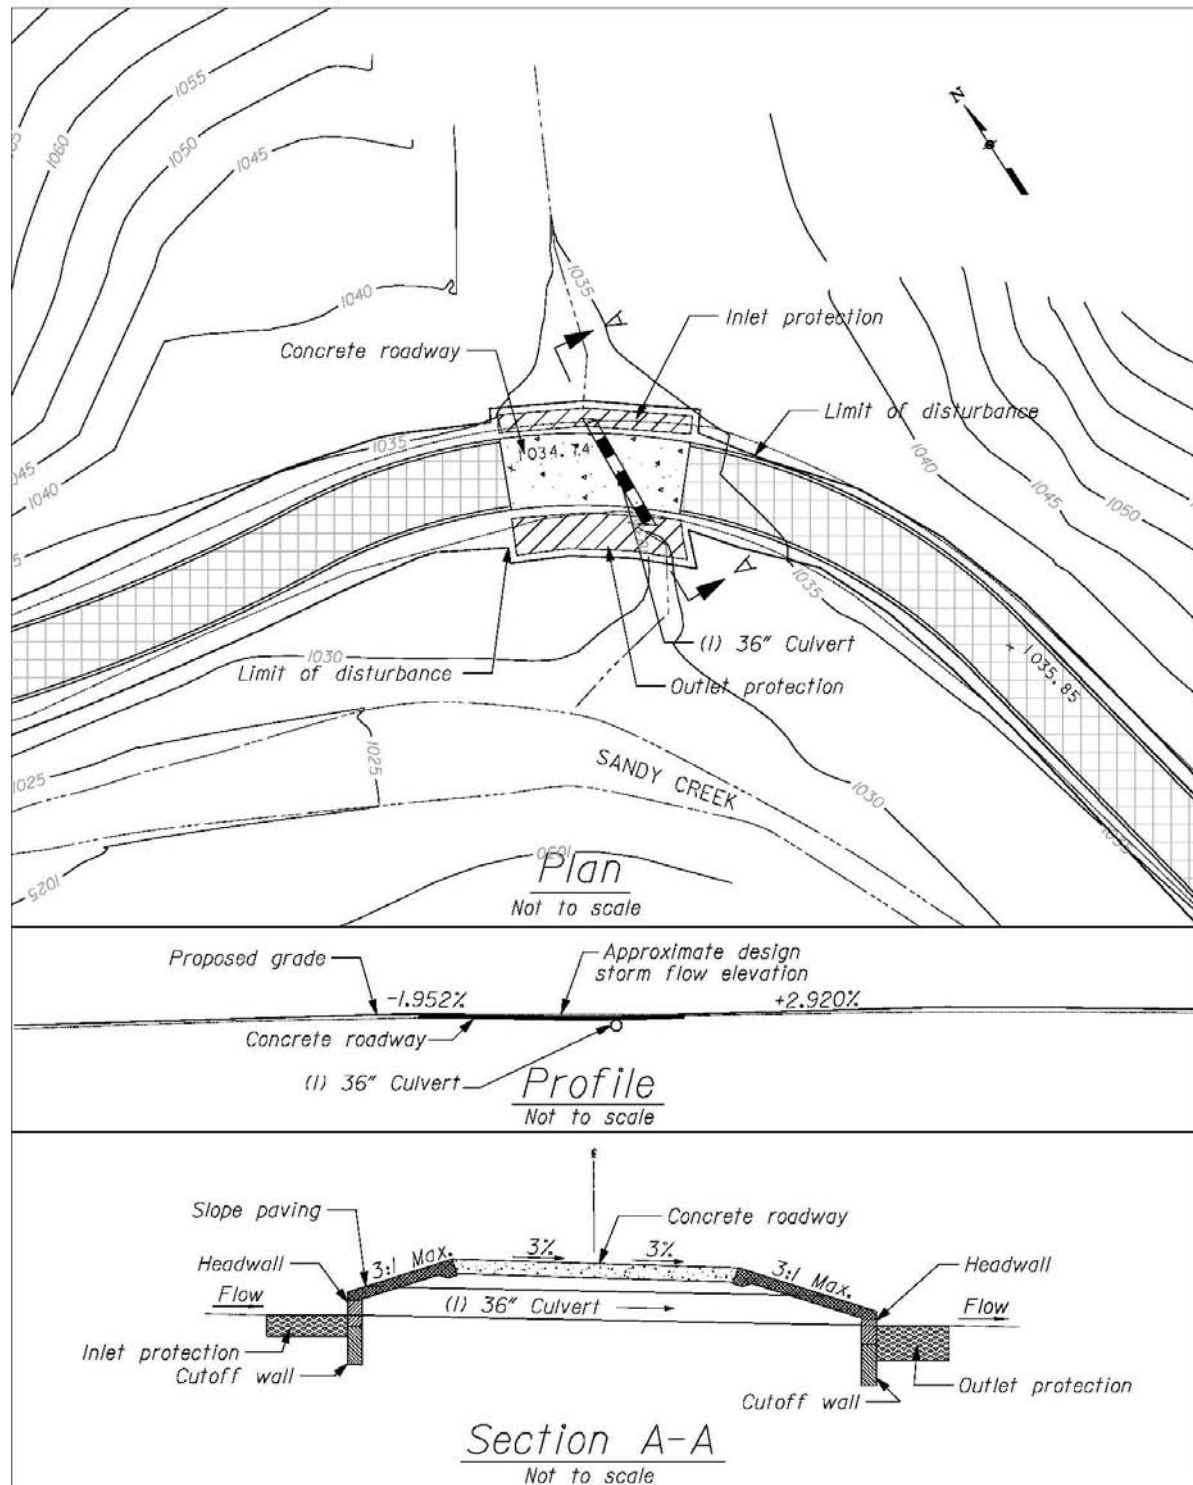 1055
1065
1060
1050
1045
N
1040
1035
A
Inlet protection
Concrete roadway
Limit of disturbance
1035
1034.74
1045
1040
1040
1045
1050
A
1035
(1) 36" Culvert
1030
Limit of disturbance
Outlet protection
1035.85
1025
1025
SANDY CREEK
1030
1035
1030
1025
Plan
Not to scale
Proposed grade
Approximate design
storm flow elevation
-1.952%
+2.920%
Concrete roadway
(1) 36" Culvert
Profile
Not to scale
Slope paving
Concrete roadway
3:1 Max.
3%
3%
3:1 Max.
Headwall
Headwall
Flow
(1) 36" Culvert
Flow
Inlet protection
Cutoff wall
Outlet protection
Cutoff wall
Section A-A
Not to scale